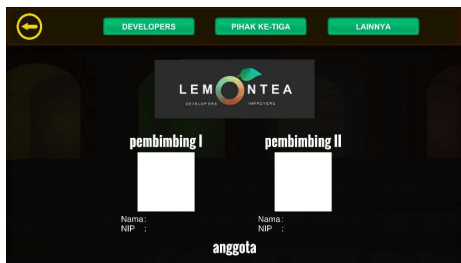 DEVELOPERS PIHAK KE-TIGA LAINNYA
LEMONTEA
DEVELOPERS IMPROVERS
pembimbing I pembimbing II
Nama: Nama:
NIP : NIP :
anggota